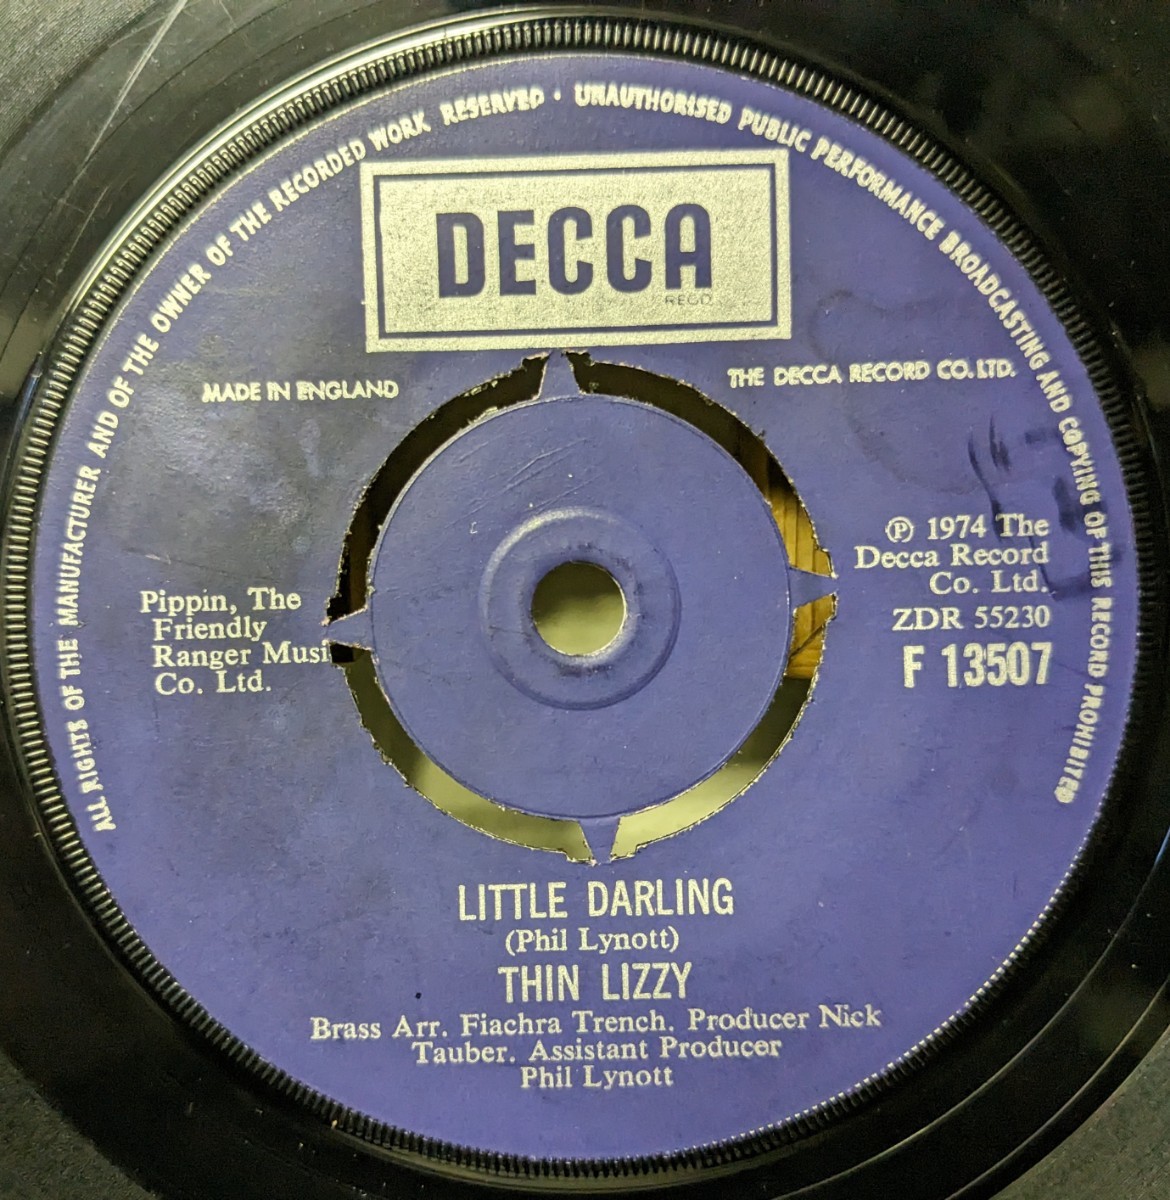 ALL RIGHTS OF THE MANUFACTURER AND OF THE OWNER OF THE RECORDED WORK RESERVED · UNAUTHORISED PUBLIC PERFORMANCE BROADCASTING AND COPYING OF THIS RECORD PROHIBITED
DECCA
REGD
MADE IN ENGLAND
THE DECCA RECORD CO. LTD.
Pippin, The
Friendly
Ranger Musi
Co. Ltd.
℗ 1974 The
Decca Record
Co. Ltd.
ZDR 55230
F 13507
LITTLE DARLING
(Phil Lynott)
THIN LIZZY
Brass Arr. Fiachra Trench. Producer Nick
Tauber. Assistant Producer
Phil Lynott